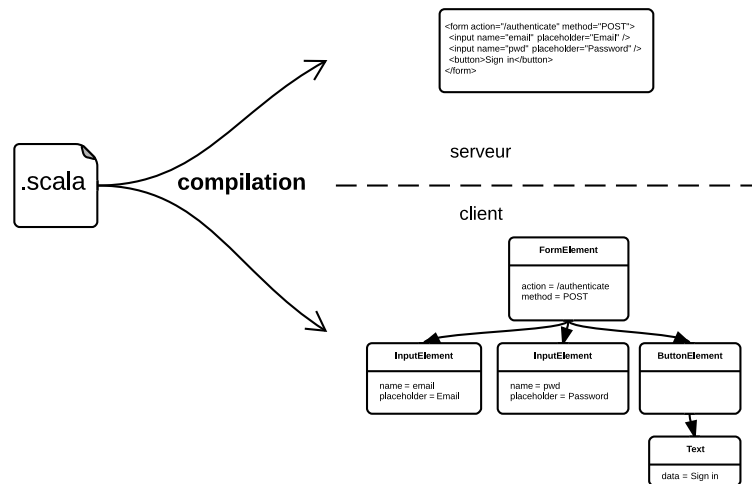 <form action="/authenticate" method="POST">
<input name="email" placeholder="Email" />
<input name="pwd" placeholder="Password" />
<button>Sign in</button>
</form>
serveur
.scala
compilation
client
FormElement
action = /authenticate
method = POST
InputElement
name = email
placeholder = Email
InputElement
name = pwd
placeholder = Password
ButtonElement
Text
data = Sign in